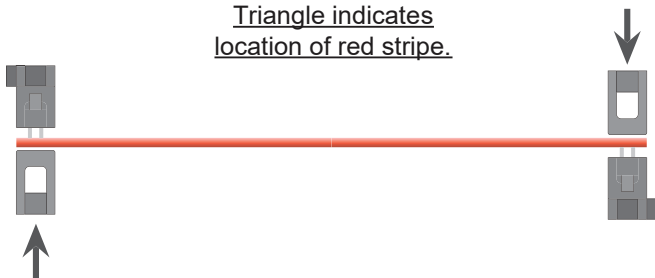 Triangle indicates
location of red stripe.